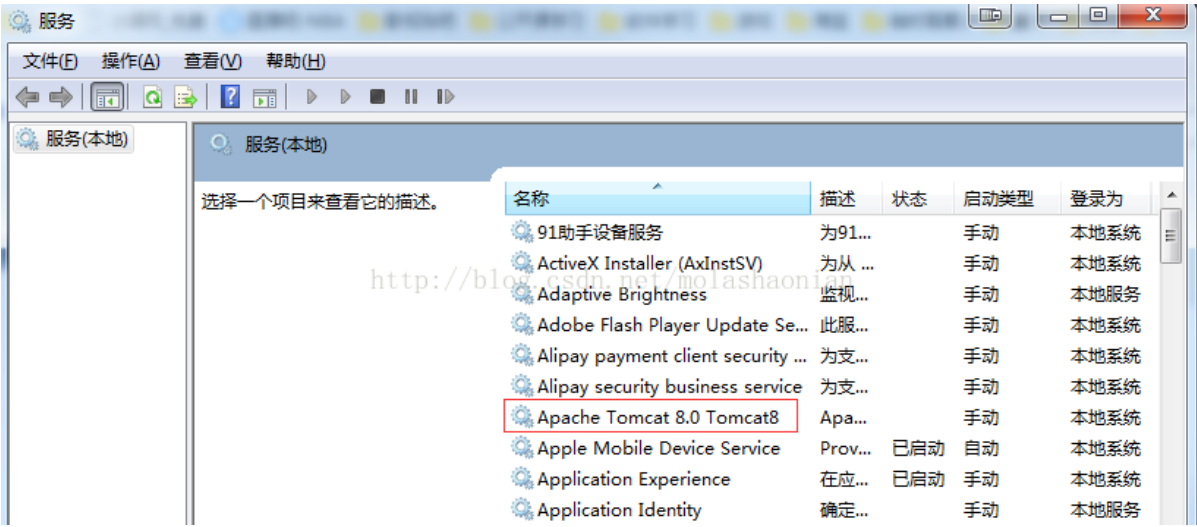 服务
文件(F) 操作(A) 查看(V) 帮助(H)
服务(本地)
服务(本地)
选择一个项目来查看它的描述。
名称 描述 状态 启动类型 登录为
91助手设备服务 为91... 手动 本地系统
ActiveX Installer (AxInstSV) 为从 ... 手动 本地系统
http://blog.csdn.net/molashaonian
Adaptive Brightness 监视... 手动 本地服务
Adobe Flash Player Update Se... 此服... 手动 本地系统
Alipay payment client security ... 为支... 手动 本地系统
Alipay security business service 为支... 手动 本地系统
Apache Tomcat 8.0 Tomcat8 Apa... 手动 本地系统
Apple Mobile Device Service Prov... 已启动 自动 本地系统
Application Experience 在应... 已启动 手动 本地系统
Application Identity 确定... 手动 本地服务